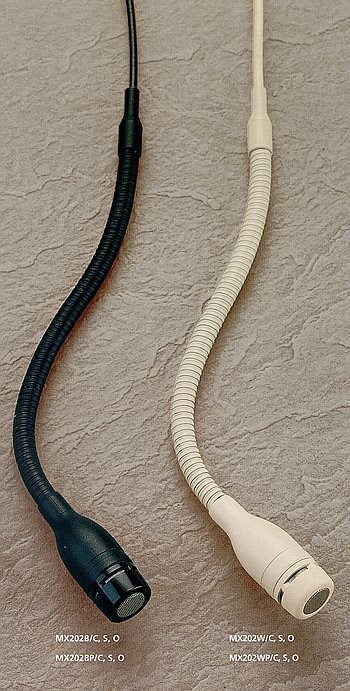 MX202B/C, S, O
MX202BP/C, S, O
MX202W/C, S, O
MX202WP/C, S, O